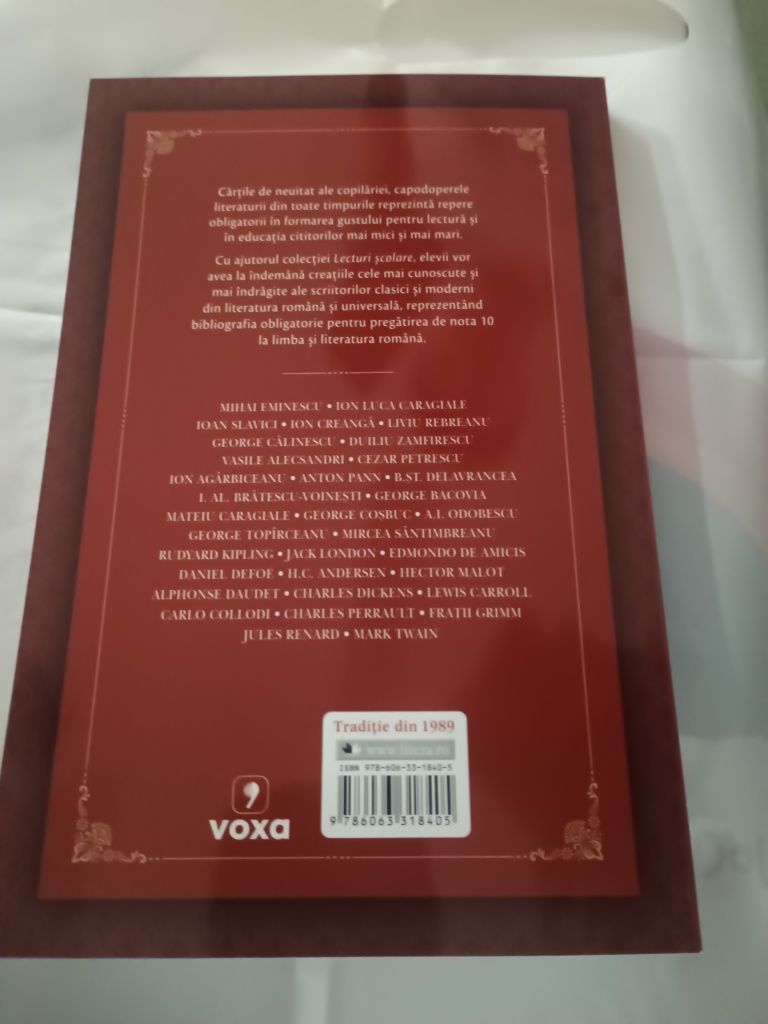 Cărțile de neuitat ale copilăriei, capodoperele
literaturii din toate timpurile reprezintă repere
obligatorii în formarea gustului pentru lectură și
în educația cititorilor mai mici și mai mari.
Cu ajutorul colecției Lecturi școlare, elevii vor
avea la îndemână creațiile cele mai cunoscute și
mai îndrăgite ale scriitorilor clasici și moderni
din literatura română și universală, reprezentând
bibliografia obligatorie pentru pregătirea de nota 10
la limba și literatura română.
MIHAI EMINESCU • ION LUCA CARAGIALE
IOAN SLAVICI • ION CREANGĂ • LIVIU REBREANU
GEORGE CĂLINESCU • DUILIU ZAMFIRESCU
VASILE ALECSANDRI • CEZAR PETRESCU
ION AGÂRBICEANU • ANTON PANN • B.ȘT. DELAVRANCEA
I. AL. BRĂTESCU-VOINEȘTI • GEORGE BACOVIA
MATEIU CARAGIALE • GEORGE COȘBUC • A.I. ODOBESCU
GEORGE TOPÎRCEANU • MIRCEA SÂNTIMBREANU
RUDYARD KIPLING • JACK LONDON • EDMONDO DE AMICIS
DANIEL DEFOE • H.C. ANDERSEN • HECTOR MALOT
ALPHONSE DAUDET • CHARLES DICKENS • LEWIS CARROLL
CARLO COLLODI • CHARLES PERRAULT • FRAȚII GRIMM
JULES RENARD • MARK TWAIN
Tradiție din 1989
www.litera.ro
ISBN 978-606-33-1840-5
9 786063 318405
voxa